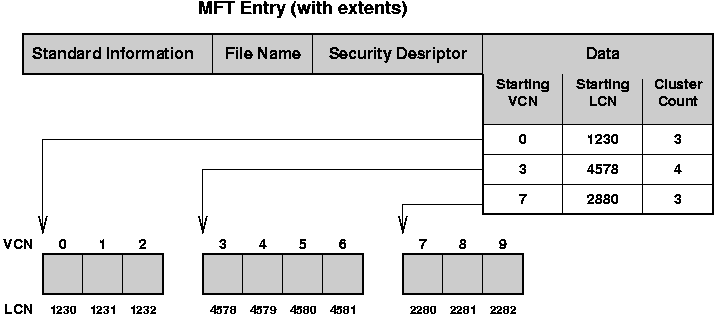 MFT Entry (with extents)
Standard Information File Name Security Desriptor Data
Starting VCN Starting LCN Cluster Count
0 1230 3
3 4578 4
7 2880 3
VCN 0 1 2 3 4 5 6 7 8 9
LCN 1230 1231 1232 4578 4579 4580 4581 2280 2281 2282